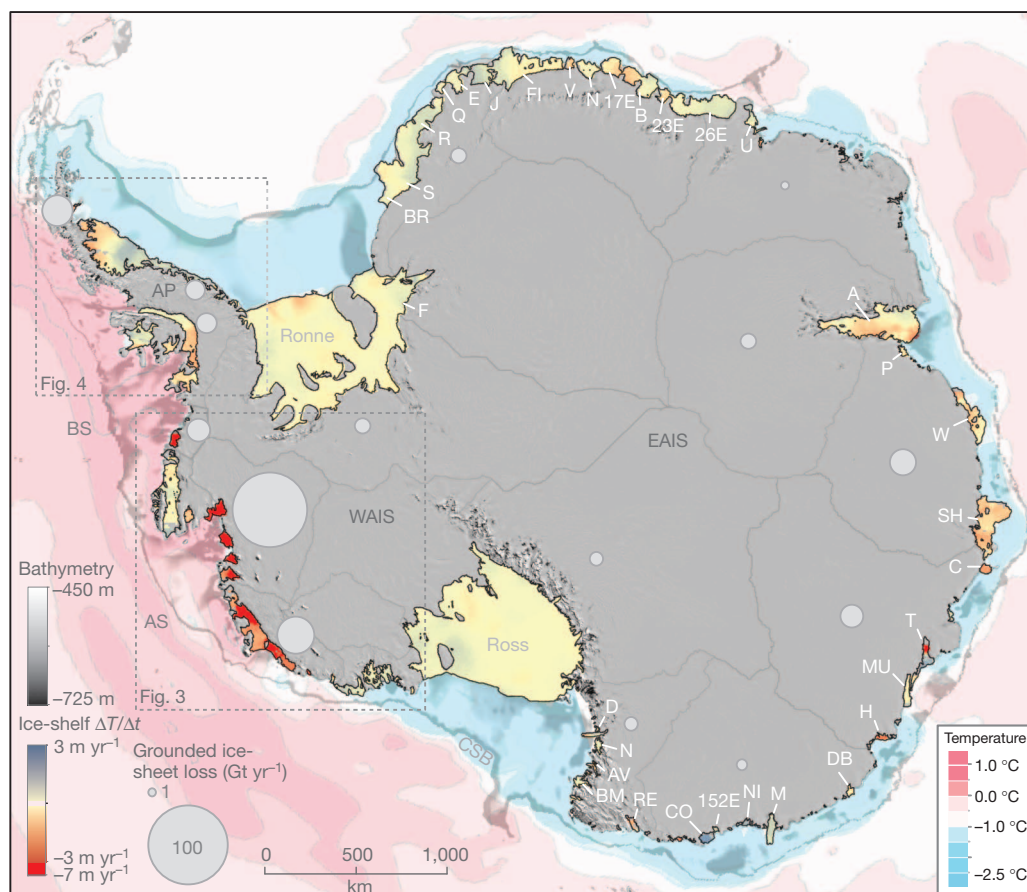 E
J
FI
V
N
17E
B
23E
26E
U
Q
R
S
BR
AP
F
A
Ronne
P
Fig. 4
BS
W
EAIS
WAIS
SH
C
Bathymetry
−450 m
AS
T
Ross
MU
−725 m
Fig. 3
Ice-shelf ΔT/Δt
3 m yr⁻¹
Grounded ice-
sheet loss (Gt yr⁻¹)
1
100
−3 m yr⁻¹
−7 m yr⁻¹
0 500 1,000
km
CSB
D
N
AV
BM
RE
CO
152E
NI
M
H
DB
Temperature
1.0 °C
0.0 °C
−1.0 °C
−2.5 °C